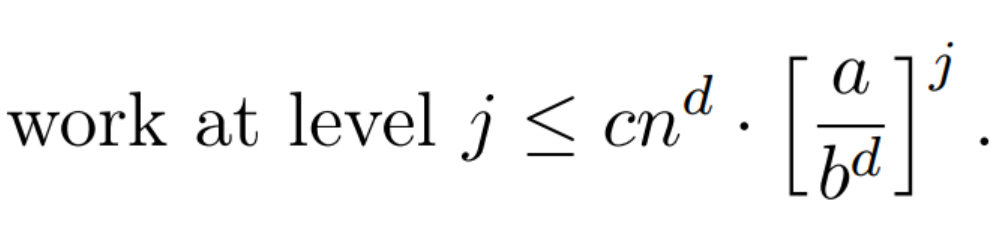 work at level j ≤ cn^d · [a/b^d]^j .